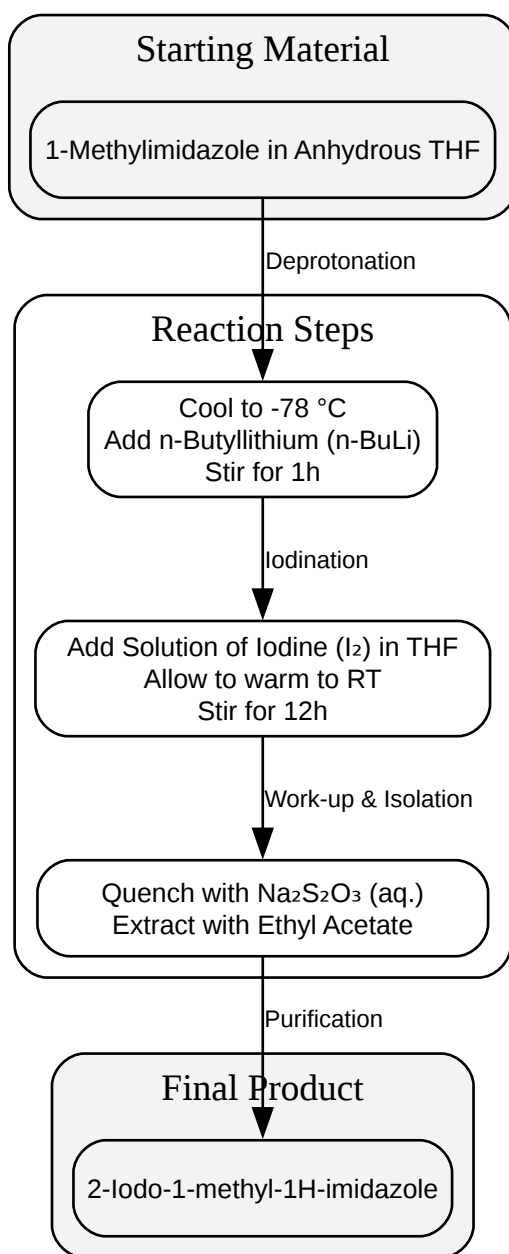 Starting Material
1-Methylimidazole in Anhydrous THF
Deprotonation
Reaction Steps
Cool to -78 °C
Add n-Butyllithium (n-BuLi)
Stir for 1h
Iodination
Add Solution of Iodine (I₂) in THF
Allow to warm to RT
Stir for 12h
Work-up & Isolation
Quench with Na₂S₂O₃ (aq.)
Extract with Ethyl Acetate
Purification
Final Product
2-Iodo-1-methyl-1H-imidazole